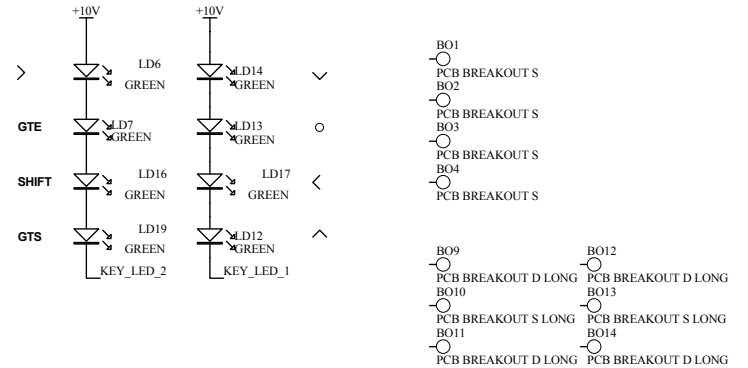 +10V
+10V
LD6
GREEN
LD14
GREEN
GTE
LD7
GREEN
LD13
GREEN
SHIFT
LD16
GREEN
LD17
GREEN
GTS
LD19
GREEN
LD12
GREEN
KEY_LED_2
KEY_LED_1
BO1
PCB BREAKOUT S
BO2
PCB BREAKOUT S
BO3
PCB BREAKOUT S
BO4
PCB BREAKOUT S
BO9
PCB BREAKOUT D LONG
BO12
PCB BREAKOUT D LONG
BO10
PCB BREAKOUT S LONG
BO13
PCB BREAKOUT S LONG
BO11
PCB BREAKOUT D LONG
BO14
PCB BREAKOUT D LONG